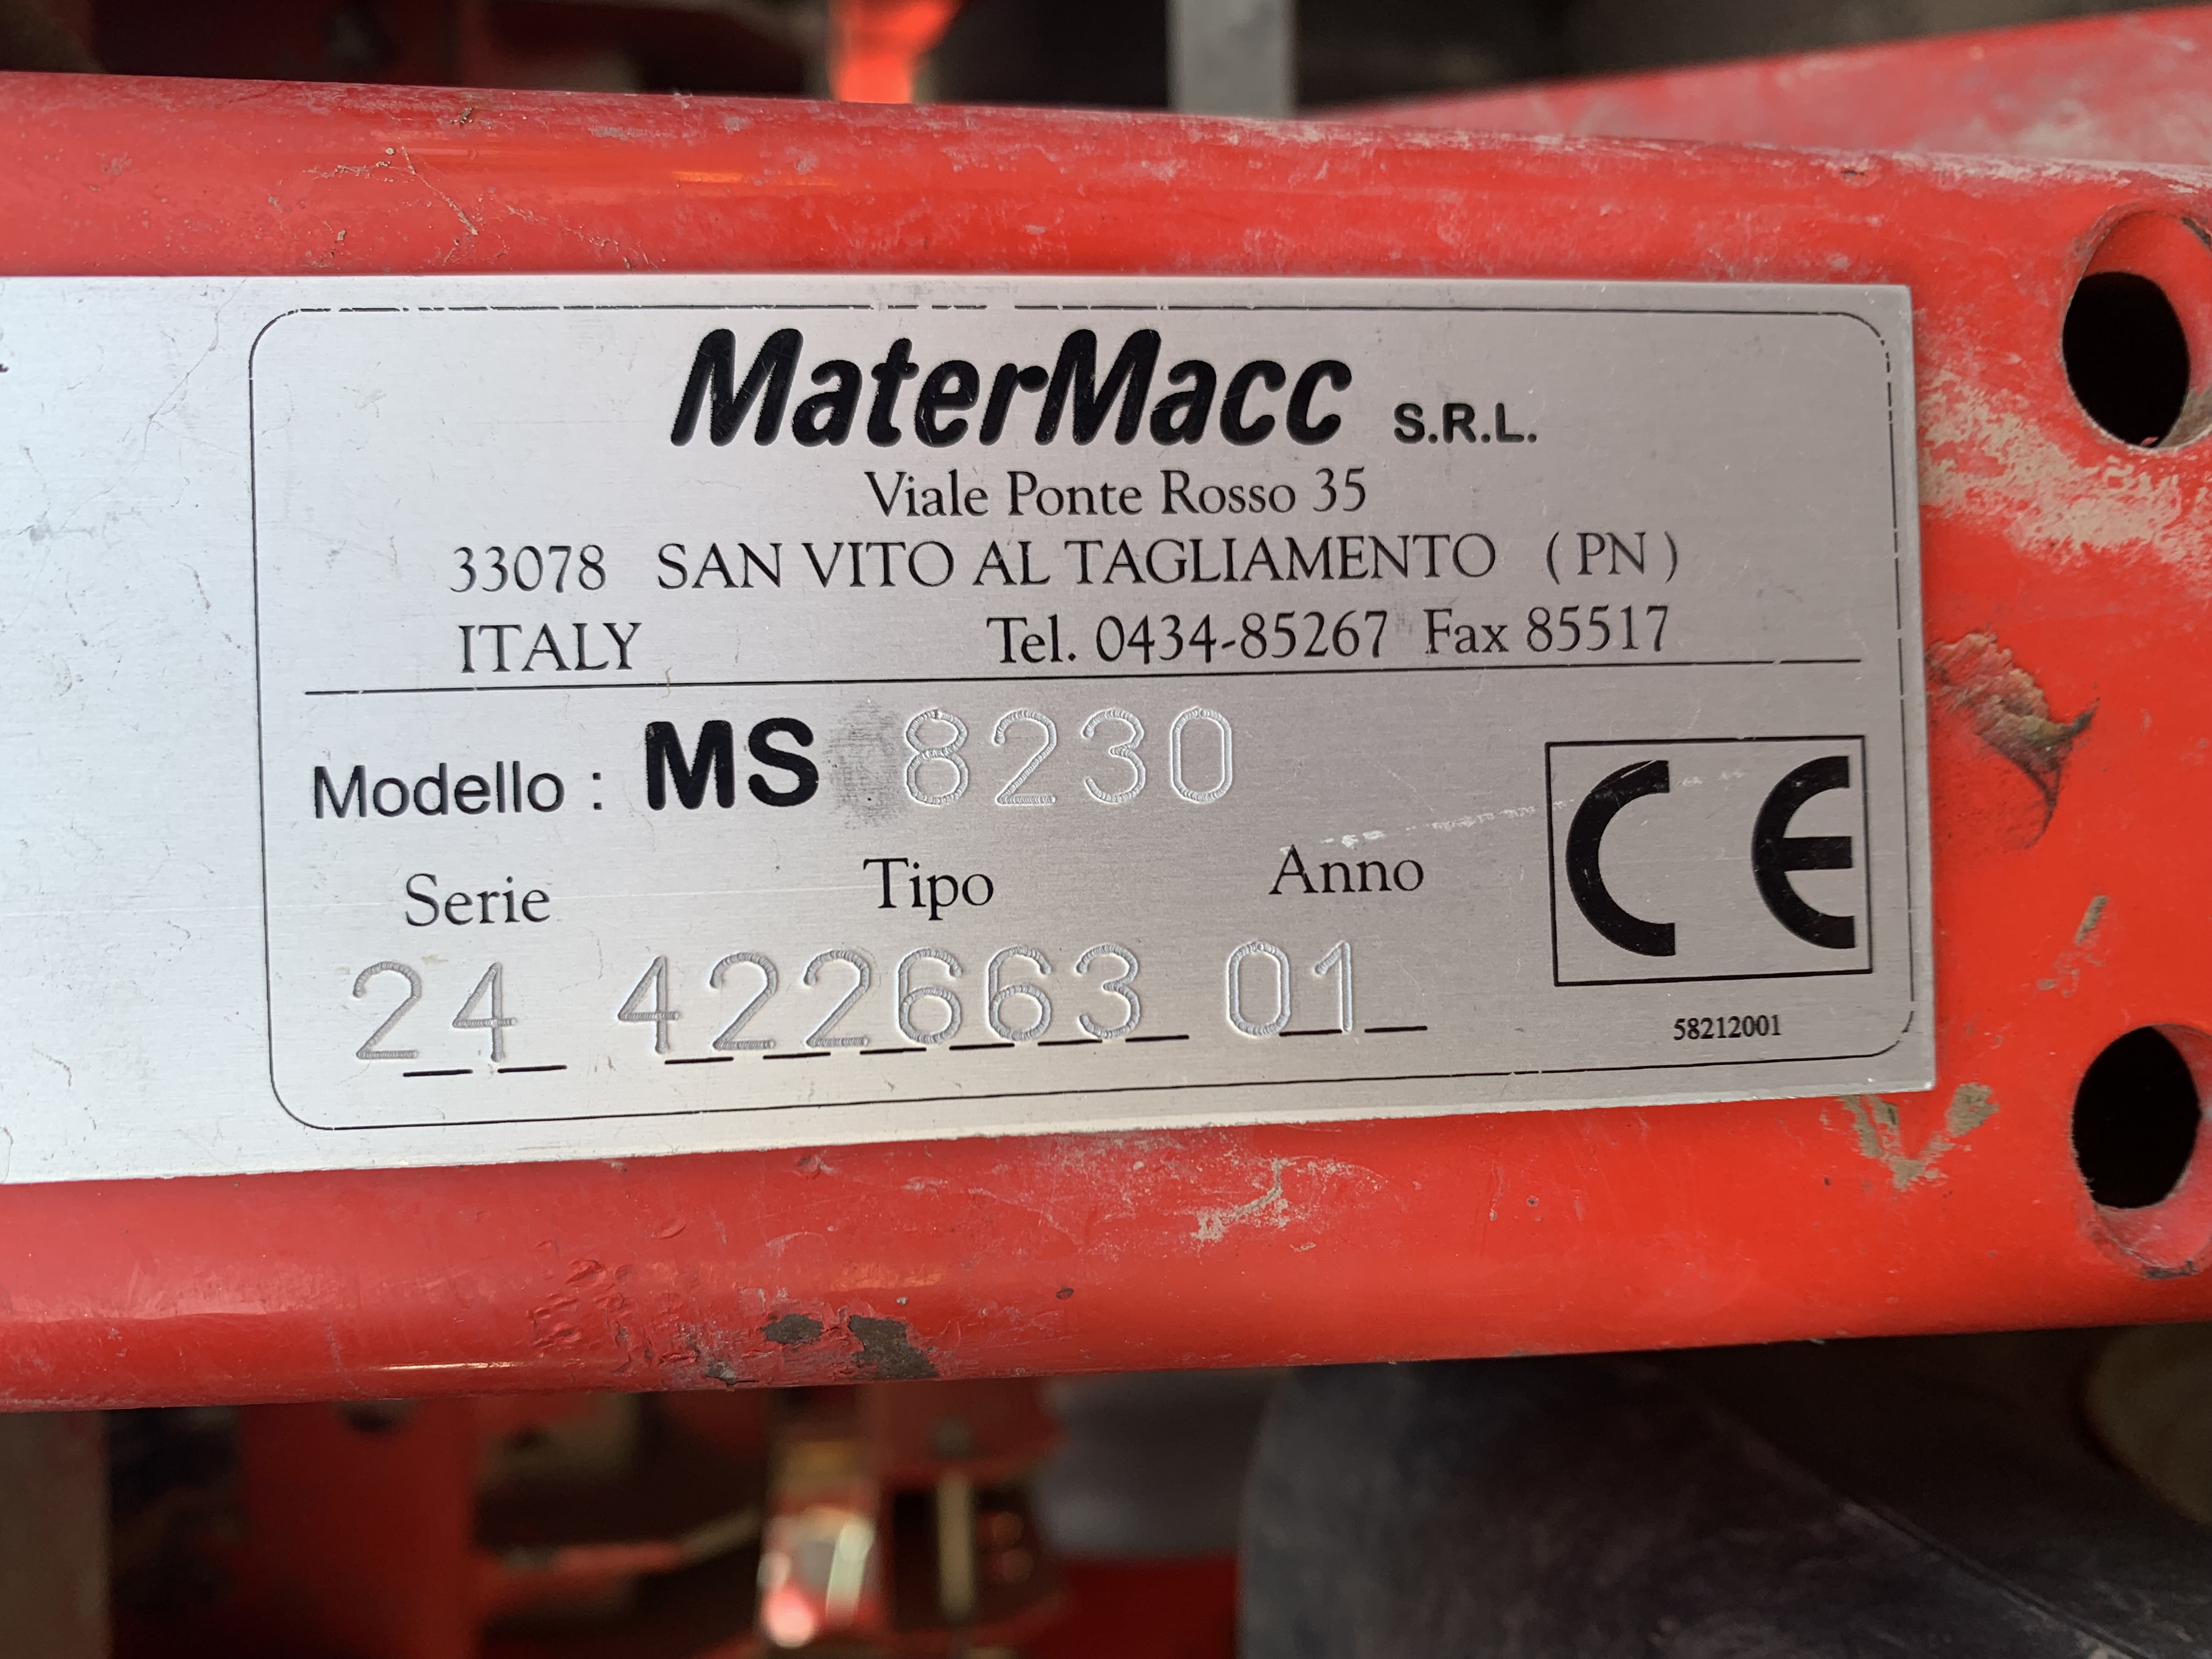 MaterMacc S.R.L.
Viale Ponte Rosso 35
33078 SAN VITO AL TAGLIAMENTO (PN)
ITALY Tel. 0434-85267 Fax 85517
Modello : MS 8230
Serie Tipo Anno
24 422663 01
CE
58212001